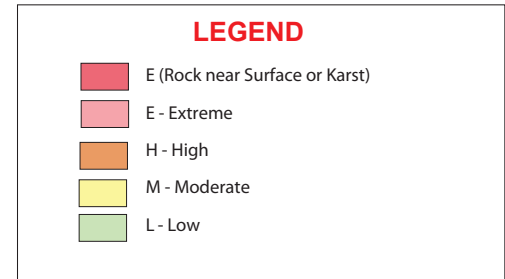 LEGEND
E (Rock near Surface or Karst)
E - Extreme
H - High
M - Moderate
L - Low